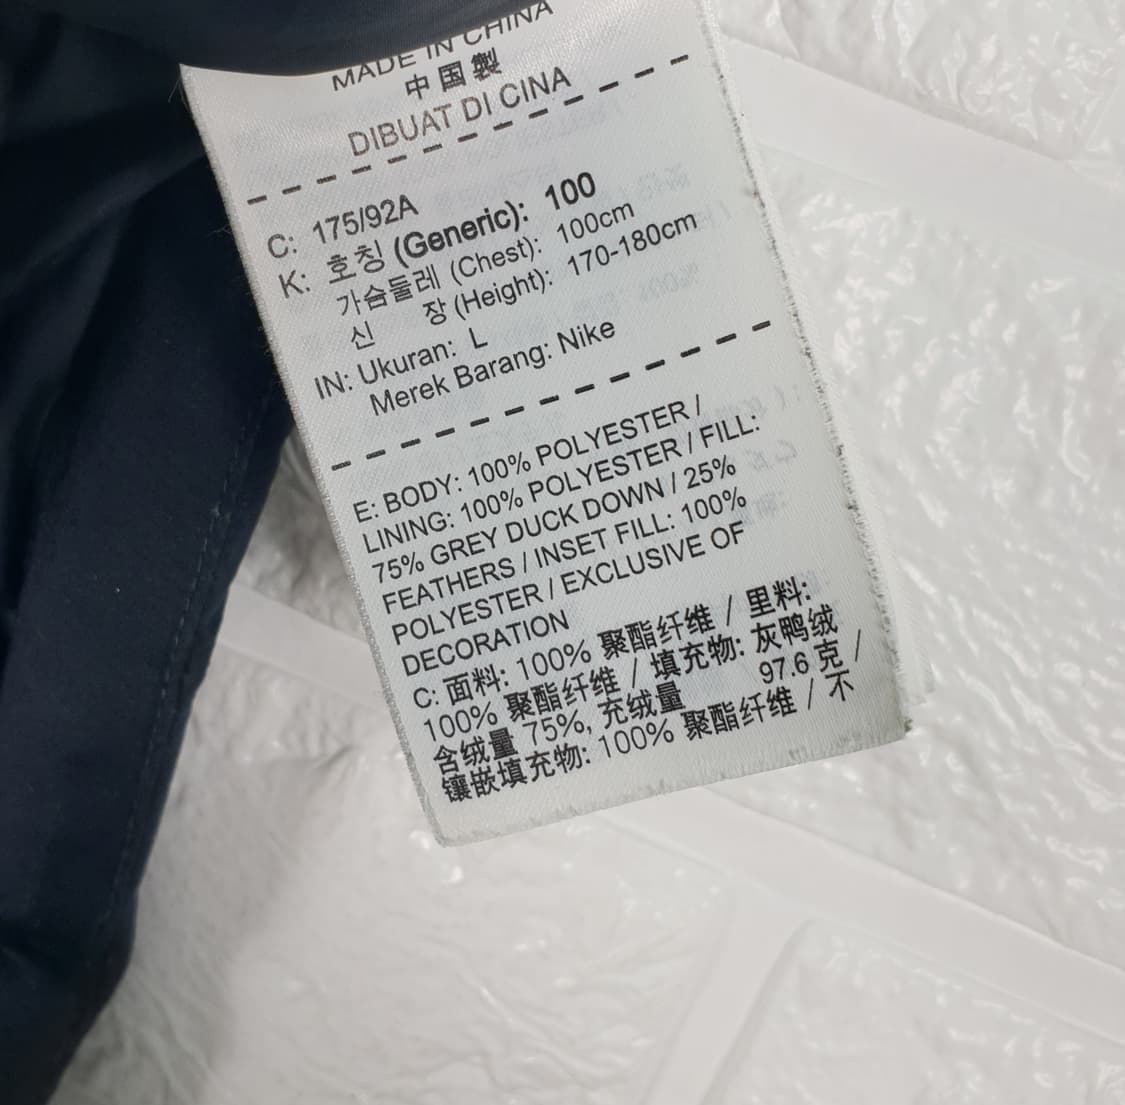 MADE IN CHINA
中国製
DIBUAT DI CINA
C: 175/92A
K: 호칭 (Generic): 100
가슴둘레 (Chest): 100cm
신 장 (Height): 170-180cm
IN: Ukuran: L
Merek Barang: Nike
E: BODY: 100% POLYESTER /
LINING: 100% POLYESTER / FILL:
75% GREY DUCK DOWN / 25%
FEATHERS / INSET FILL: 100%
POLYESTER / EXCLUSIVE OF
DECORATION
C: 面料: 100% 聚酯纤维 / 里料:
100% 聚酯纤维 / 填充物: 灰鸭绒
含绒量 75%, 充绒量 97.6 克 /
镶嵌填充物: 100% 聚酯纤维 / 不